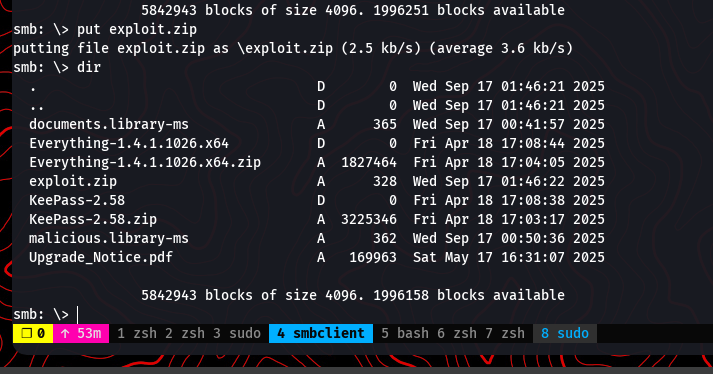 5842943 blocks of size 4096. 1996251 blocks available
smb: \> put exploit.zip
putting file exploit.zip as \exploit.zip (2.5 kb/s) (average 3.6 kb/s)
smb: \> dir
. D 0 Wed Sep 17 01:46:21 2025
.. D 0 Wed Sep 17 01:46:21 2025
documents.library-ms A 365 Wed Sep 17 00:41:57 2025
Everything-1.4.1.1026.x64 D 0 Fri Apr 18 17:08:44 2025
Everything-1.4.1.1026.x64.zip A 1827464 Fri Apr 18 17:04:05 2025
exploit.zip A 328 Wed Sep 17 01:46:22 2025
KeePass-2.58 D 0 Fri Apr 18 17:08:38 2025
KeePass-2.58.zip A 3225346 Fri Apr 18 17:03:17 2025
malicious.library-ms A 362 Wed Sep 17 00:50:36 2025
Upgrade_Notice.pdf A 169963 Sat May 17 16:31:07 2025
5842943 blocks of size 4096. 1996158 blocks available
smb: \>
❐ 0 ↑ 53m 1 zsh 2 zsh 3 sudo 4 smbclient 5 bash 6 zsh 7 zsh 8 sudo